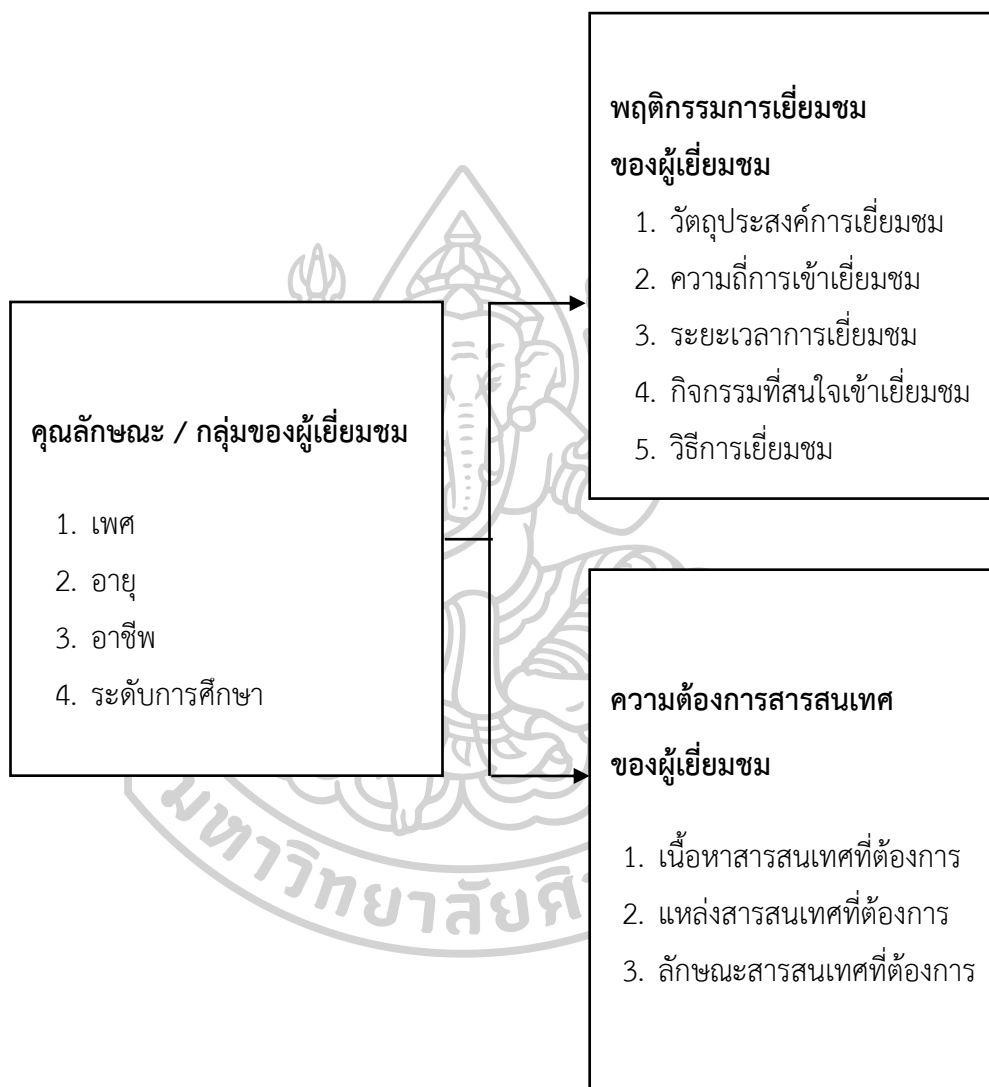 พฤติกรรมการเยี่ยมชม
ของผู้เยี่ยมชม
1. วัตถุประสงค์การเยี่ยมชม
2. ความถี่การเข้าเยี่ยมชม
3. ระยะเวลาการเยี่ยมชม
4. กิจกรรมที่สนใจเข้าเยี่ยมชม
5. วิธีการเยี่ยมชม
คุณลักษณะ / กลุ่มของผู้เยี่ยมชม
1. เพศ
2. อายุ
3. อาชีพ
4. ระดับการศึกษา
ความต้องการสารสนเทศ
ของผู้เยี่ยมชม
1. เนื้อหาสารสนเทศที่ต้องการ
2. แหล่งสารสนเทศที่ต้องการ
3. ลักษณะสารสนเทศที่ต้องการ
มหาวิทยาลัยศิ